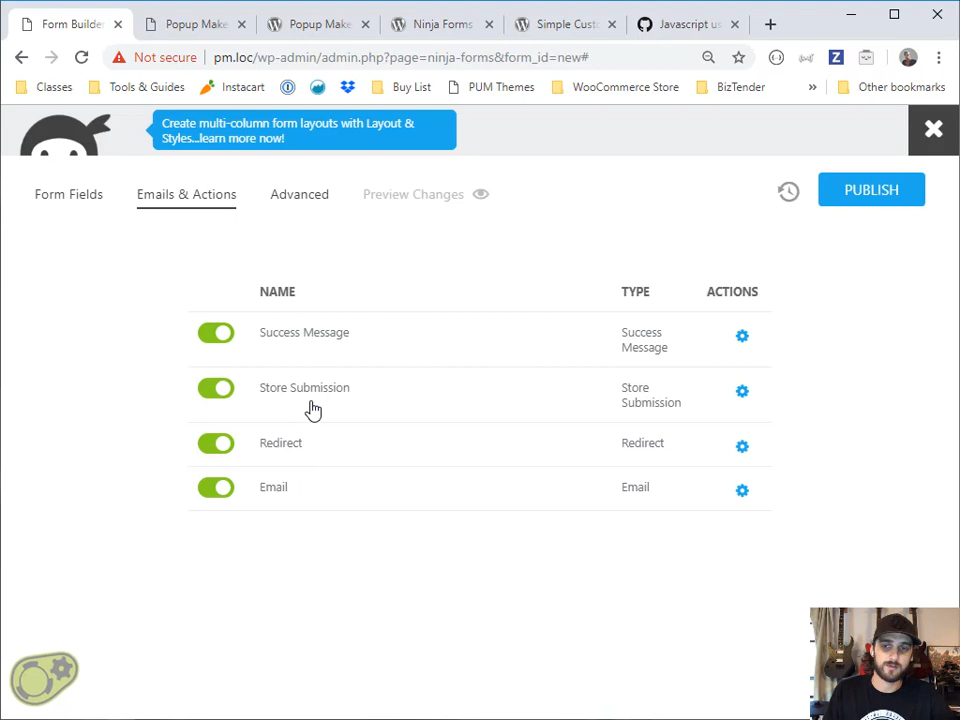 Form Builder
Popup Make
Popup Make
Ninja Forms
Simple Cust
Javascript us
Not secure
pm.loc/wp-admin/admin.php?page=ninja-forms&form_id=new#
Classes
Tools & Guides
Instacart
Buy List
PUM Themes
WooCommerce Store
BizTender
»
Other bookmarks
Create multi-column form layouts with Layout &
Styles...learn more now!
Form Fields
Emails & Actions
Advanced
Preview Changes
PUBLISH
NAME
TYPE
ACTIONS
Success Message
Success
Message
Store Submission
Store
Submission
Redirect
Redirect
Email
Email